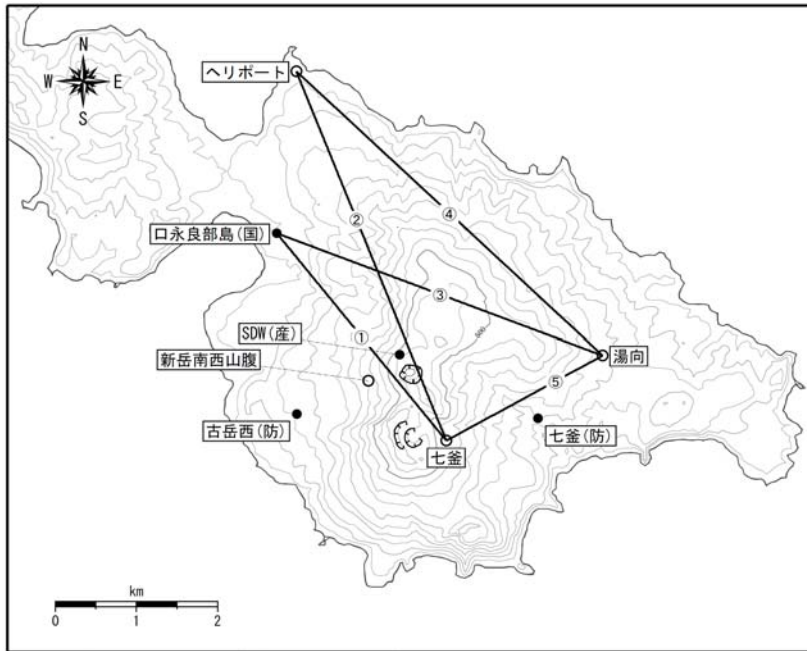 N
W E
S
ヘリポート
②
④
口永良部島(国)
③
①
SDW(産)
500
新岳南西山腹
湯向
⑤
古岳西(防)
七釜(防)
七釜
km
0 1 2